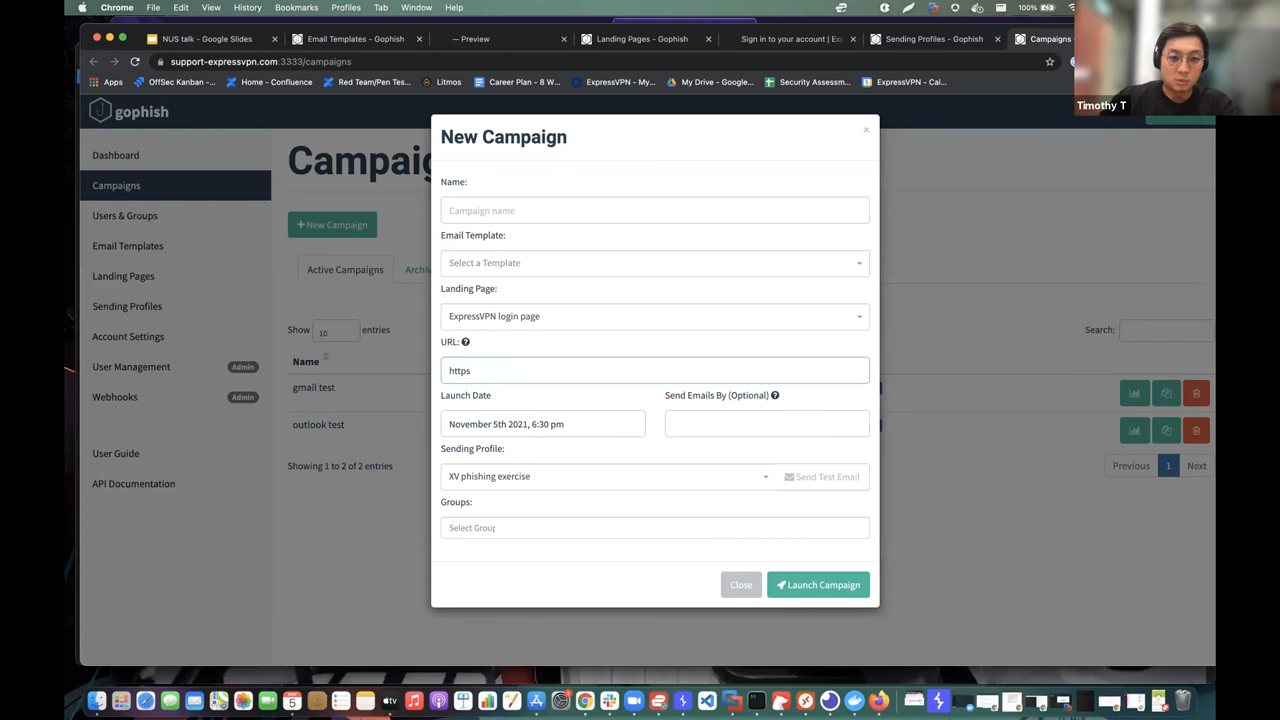 Chrome File Edit View History Bookmarks Profiles Tab Window Help 100%
NUS talk - Google Slides × Email Templates - Gophish × — Preview × Landing Pages - Gophish × Sign in to your account | Ex × Sending Profiles - Gophish × Campaigns
support-expressvpn.com:3333/campaigns
Apps OffSec Kanban -... Home - Confluence Red Team/Pen Test... Litmos Career Plan - 8 W... ExpressVPN - My... My Drive - Google... Security Assessm... ExpressVPN - Cal...
Timothy T
gophish
Dashboard
Campaigns
Users & Groups
Email Templates
Landing Pages
Sending Profiles
Account Settings
User Management Admin
Webhooks Admin
User Guide
API Documentation
Campaig
New Campaign
Active Campaigns Archiv
Show 10 entries
Search:
Name
gmail test
outlook test
Showing 1 to 2 of 2 entries
Previous 1 Next
New Campaign ×
Name:
Campaign name
Email Template:
Select a Template
Landing Page:
ExpressVPN login page
URL:
https
Launch Date Send Emails By (Optional)
November 5th 2021, 6:30 pm
Sending Profile:
XV phishing exercise Send Test Email
Groups:
Select Group
Close Launch Campaign
5